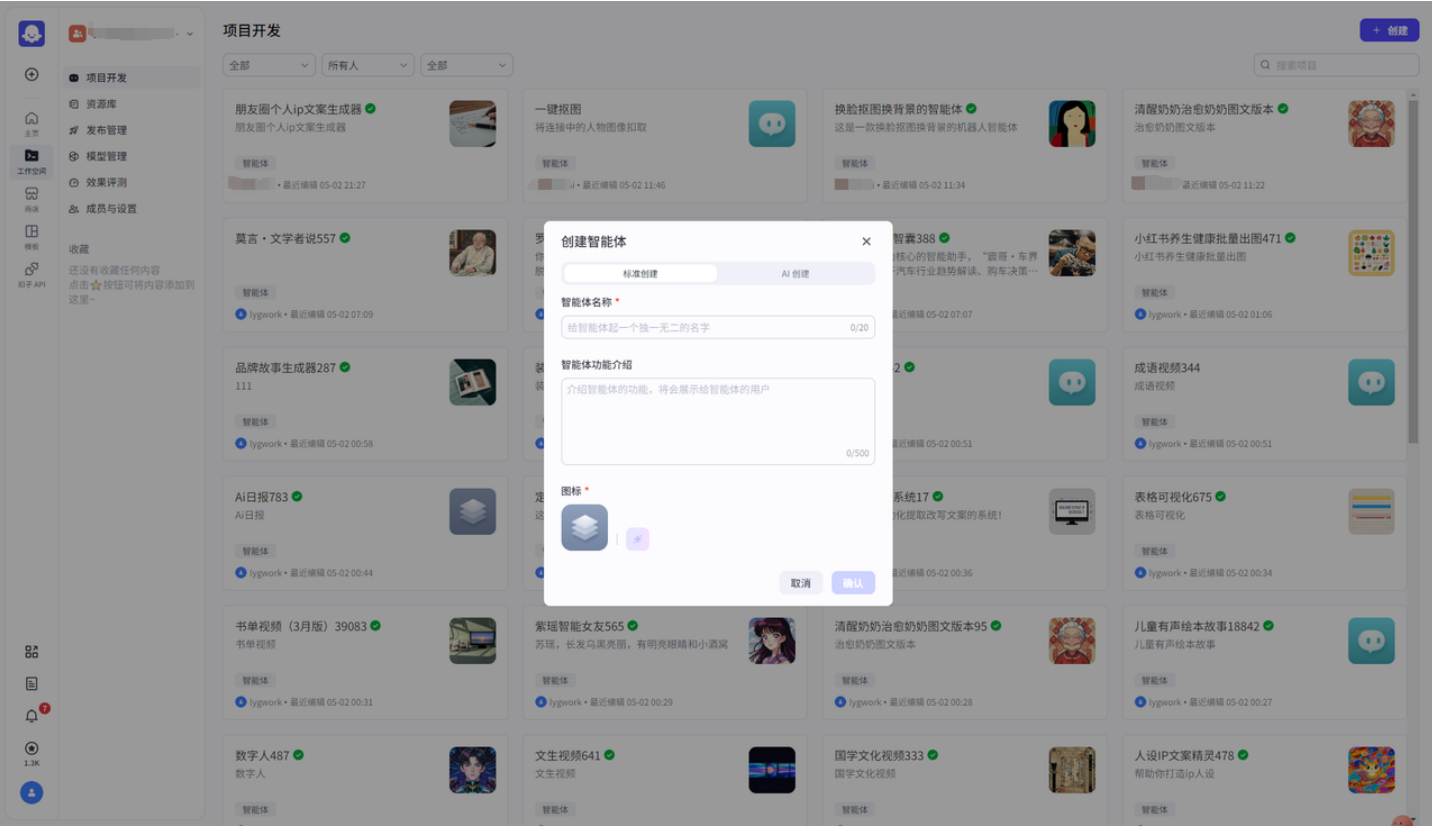 项目开发
+ 创建
全部
所有人
全部
搜索项目
主页
工作空间
商店
模板
扣子 API
7
1.3K
项目开发
资源库
发布管理
模型管理
效果评测
成员与设置
收藏
还没有收藏任何内容
点击⭐按钮可将内容添加到
这里~
朋友圈个人ip文案生成器
朋友圈个人ip文案生成器
智能体
• 最近编辑 05-02 21:27
一键抠图
将连接中的人物图像扣取
智能体
• 最近编辑 05-02 11:46
换脸抠图换背景的智能体
这是一款换脸抠图换背景的机器人智能体
智能体
• 最近编辑 05-02 11:34
清醒奶奶治愈奶奶图文版本
治愈奶奶图文版本
智能体
最近编辑 05-02 11:22
莫言・文学者说557
智能体
lygwork • 最近编辑 05-02 07:09
智囊388
核心的智能助手，“震哥・车界
汽车行业趋势解读、购车决策…
最近编辑 05-02 07:07
小红书养生健康批量出图471
小红书养生健康批量出图
智能体
lygwork • 最近编辑 05-02 01:06
创建智能体
标准创建
AI 创建
智能体名称 *
给智能体起一个独一无二的名字
0/20
智能体功能介绍
介绍智能体的功能，将会展示给智能体的用户
0/500
图标 *
取消
确认
品牌故事生成器287
111
智能体
lygwork • 最近编辑 05-02 00:58
2
最近编辑 05-02 00:51
成语视频344
成语视频
智能体
lygwork • 最近编辑 05-02 00:51
Ai日报783
Ai日报
智能体
lygwork • 最近编辑 05-02 00:44
系统17
化提取改写文案的系统！
最近编辑 05-02 00:36
表格可视化675
表格可视化
智能体
lygwork • 最近编辑 05-02 00:34
书单视频（3月版）39083
书单视频
智能体
lygwork • 最近编辑 05-02 00:31
紫瑶智能女友565
苏瑶，长发乌黑亮丽，有明亮眼睛和小酒窝
智能体
lygwork • 最近编辑 05-02 00:29
清醒奶奶治愈奶奶图文版本95
治愈奶奶图文版本
智能体
lygwork • 最近编辑 05-02 00:28
儿童有声绘本故事18842
儿童有声绘本故事
智能体
lygwork • 最近编辑 05-02 00:27
数字人487
数字人
智能体
文生视频641
文生视频
智能体
国学文化视频333
国学文化视频
智能体
人设IP文案精灵478
帮助你打造ip人设
智能体